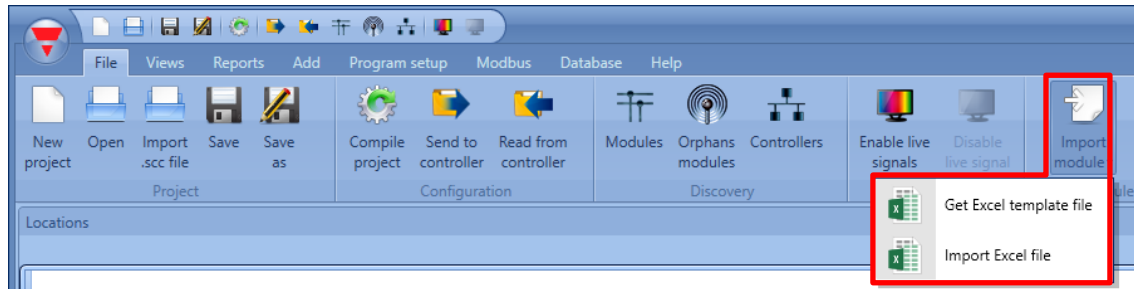 File Views Reports Add Program setup Modbus Database Help
New project
Open
Import .scc file
Save
Save as
Compile project
Send to controller
Read from controller
Modules
Orphans modules
Controllers
Enable live signals
Disable live signal
Import
Project Configuration Discovery
Get Excel template file
Locations
Import Excel file